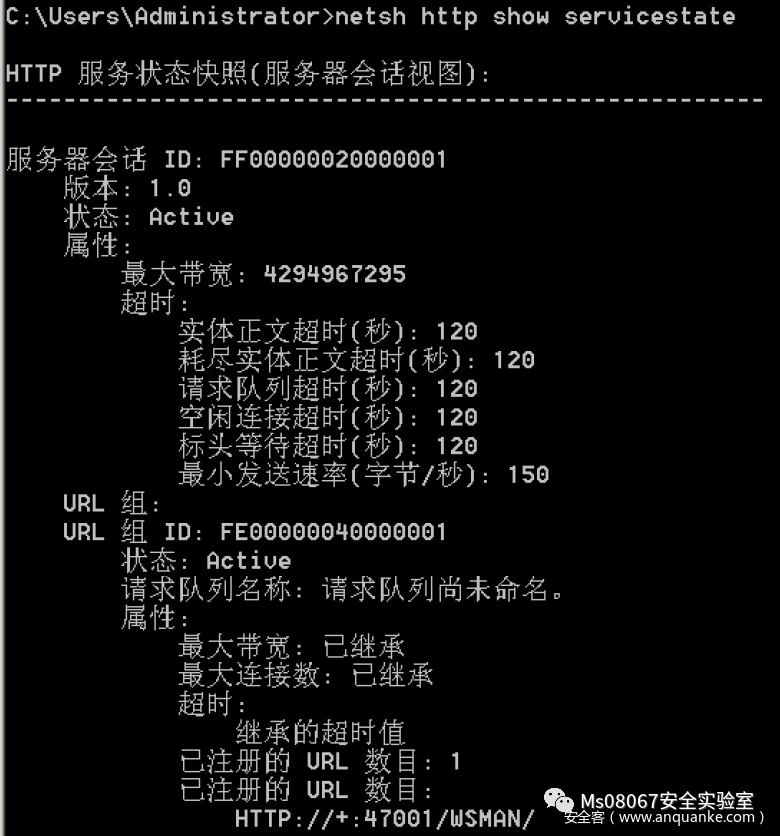 C:\Users\Administrator>netsh http show servicestate
HTTP 服务状态快照(服务器会话视图):
-----------------------------------------------------
服务器会话 ID: FF00000020000001
版本: 1.0
状态: Active
属性:
最大带宽: 4294967295
超时:
实体正文超时(秒): 120
耗尽实体正文超时(秒): 120
请求队列超时(秒): 120
空闲连接超时(秒): 120
标头等待超时(秒): 120
最小发送速率(字节/秒): 150
URL 组:
URL 组 ID: FE00000040000001
状态: Active
请求队列名称: 请求队列尚未命名。
属性:
最大带宽: 已继承
最大连接数: 已继承
超时:
继承的超时值
已注册的 URL 数目: 1
已注册的 URL 数目:
HTTP://+:47001/WSMAN/
Ms08067安全实验室
安全客（www.anquanke.com）